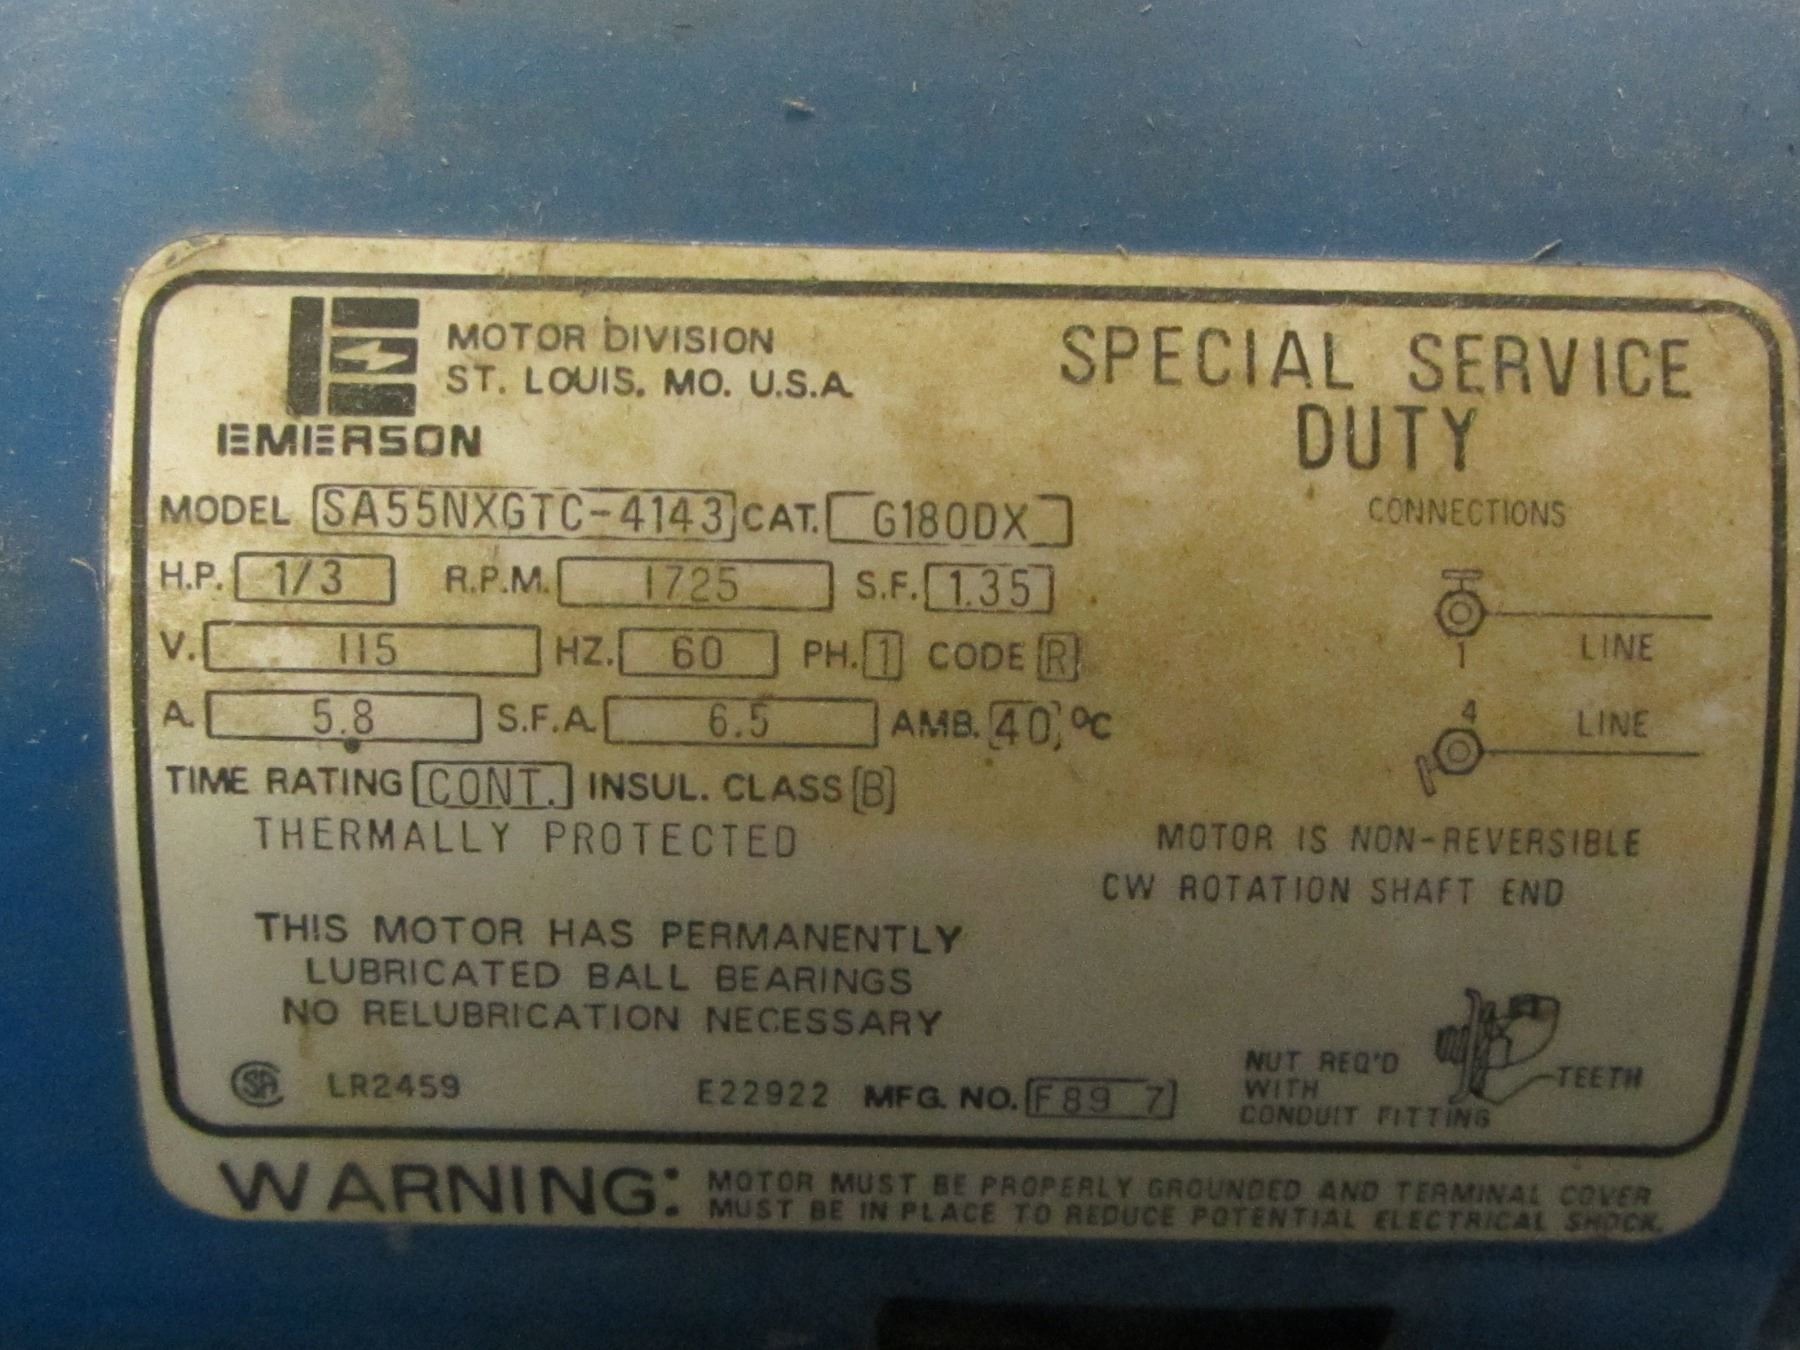 MOTOR DIVISION
ST. LOUIS, MO. U.S.A.
EMERSON
SPECIAL SERVICE
DUTY
MODEL SA55NXGTC-4143 CAT. G180DX
H.P. 1/3 R.P.M. 1725 S.F. 1.35
V. 115 HZ. 60 PH. 1 CODE R
A. 5.8 S.F.A. 6.5 AMB. 40 °C
TIME RATING CONT. INSUL. CLASS B
THERMALLY PROTECTED
THIS MOTOR HAS PERMANENTLY
LUBRICATED BALL BEARINGS
NO RELUBRICATION NECESSARY
SA LR2459 E22922 MFG. NO. F89 7
CONNECTIONS
1 LINE
4 LINE
MOTOR IS NON-REVERSIBLE
CW ROTATION SHAFT END
NUT REQ'D
WITH
CONDUIT FITTING
TEETH
WARNING: MOTOR MUST BE PROPERLY GROUNDED AND TERMINAL COVER
MUST BE IN PLACE TO REDUCE POTENTIAL ELECTRICAL SHOCK.